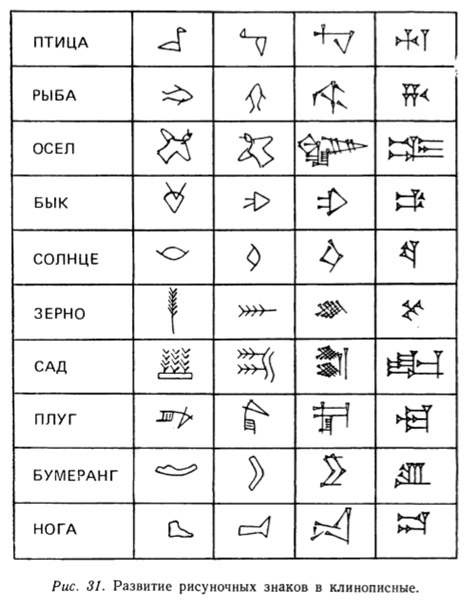 ПТИЦА
РЫБА
ОСЕЛ
БЫК
СОЛНЦЕ
ЗЕРНО
САД
ПЛУГ
БУМЕРАНГ
НОГА
Рис. 31. Развитие рисуночных знаков в клинописные.